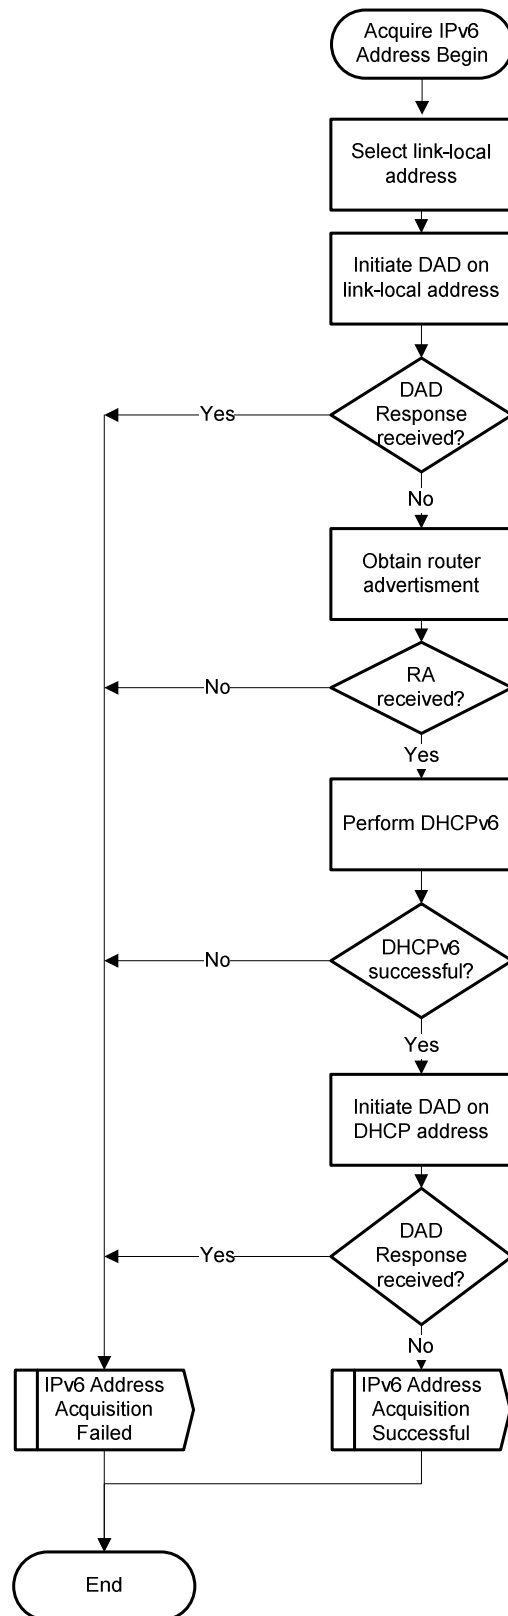 Acquire IPv6
Address Begin
Select link-local
address
Initiate DAD on
link-local address
DAD
Response
received?
Yes
No
Obtain router
advertisment
RA
received?
No
Yes
Perform DHCPv6
DHCPv6
successful?
No
Yes
Initiate DAD on
DHCP address
DAD
Response
received?
Yes
No
IPv6 Address
Acquisition
Failed
IPv6 Address
Acquisition
Successful
End